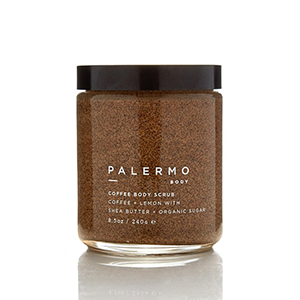 PALERMO
BODY
COFFEE BODY SCRUB
COFFEE + LEMON WITH
SHEA BUTTER + ORGANIC SUGAR
8.5oz / 240g ℮